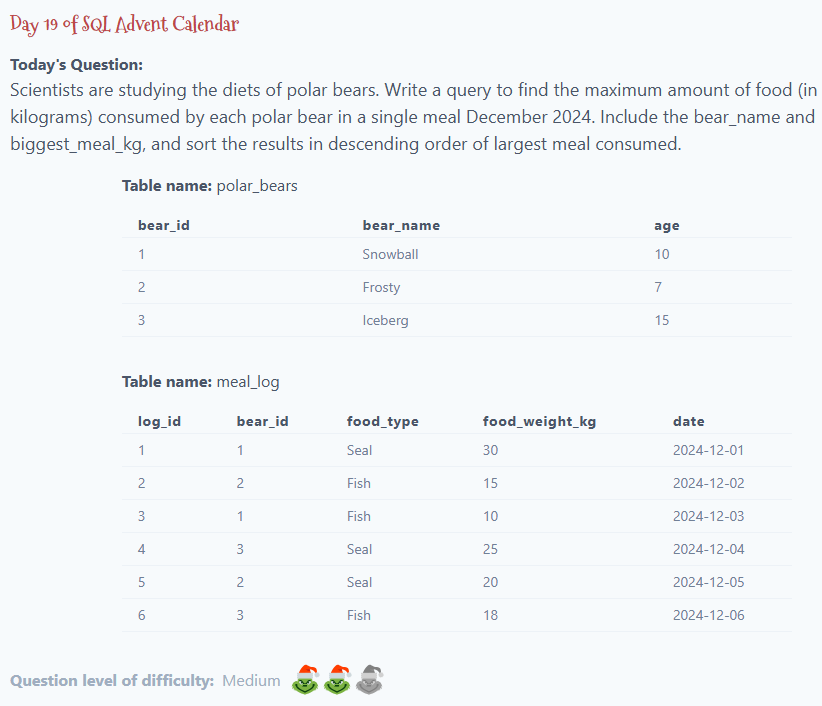 Day 19 of SQL Advent Calendar
Today's Question:
Scientists are studying the diets of polar bears. Write a query to find the maximum amount of food (in
kilograms) consumed by each polar bear in a single meal December 2024. Include the bear_name and
biggest_meal_kg, and sort the results in descending order of largest meal consumed.
Table name: polar_bears
bear_id bear_name age
1 Snowball 10
2 Frosty 7
3 Iceberg 15
Table name: meal_log
log_id bear_id food_type food_weight_kg date
1 1 Seal 30 2024-12-01
2 2 Fish 15 2024-12-02
3 1 Fish 10 2024-12-03
4 3 Seal 25 2024-12-04
5 2 Seal 20 2024-12-05
6 3 Fish 18 2024-12-06
Question level of difficulty: Medium